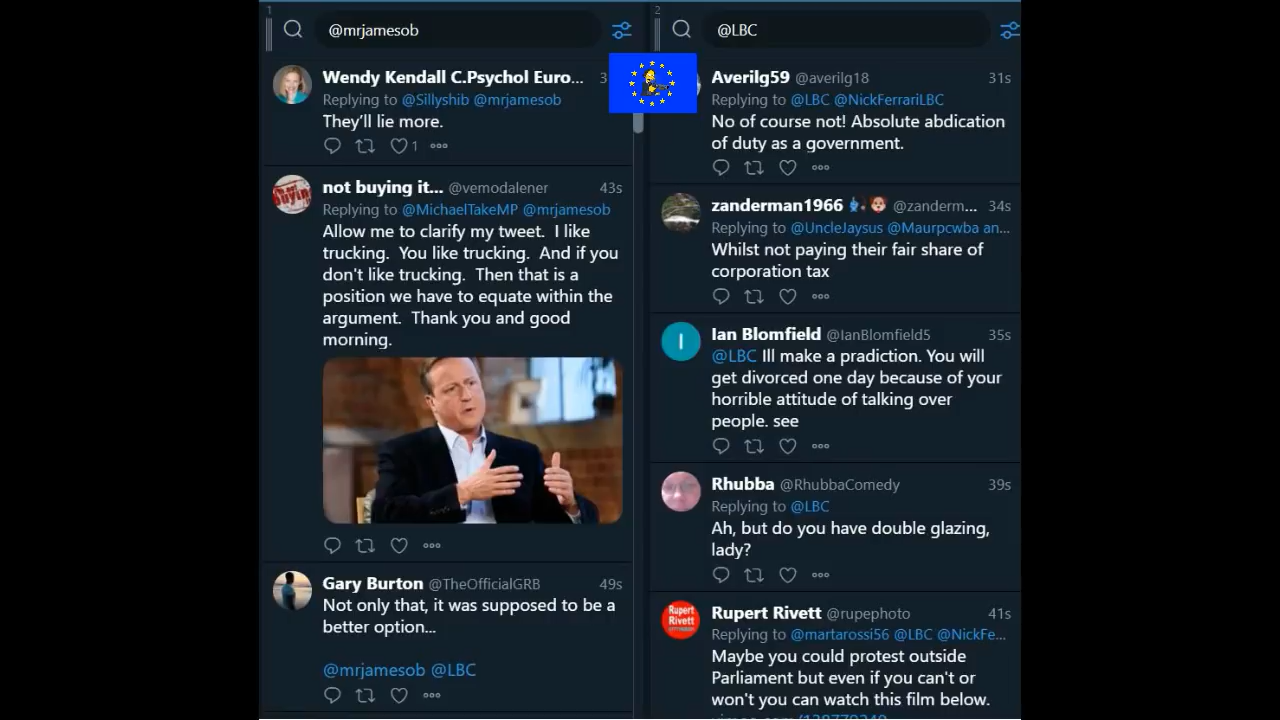 1
@mrjamesob
Wendy Kendall C.Psychol Euro...
Replying to @Sillyshib @mrjamesob
They'll lie more.
1
not buying it... @vemodalener 43s
Replying to @MichaelTakeMP @mrjamesob
Allow me to clarify my tweet. I like
trucking. You like trucking. And if you
don't like trucking. Then that is a
position we have to equate within the
argument. Thank you and good
morning.
Gary Burton @TheOfficialGRB 49s
Not only that, it was supposed to be a
better option...
@mrjamesob @LBC
2
@LBC
Averilg59 @averilg18 31s
Replying to @LBC @NickFerrariLBC
No of course not! Absolute abdication
of duty as a government.
zanderman1966 @zanderm... 34s
Replying to @UncleJaysus @Maurpcwba an...
Whilst not paying their fair share of
corporation tax
I
Ian Blomfield @IanBlomfield5 35s
@LBC Ill make a pradiction. You will
get divorced one day because of your
horrible attitude of talking over
people. see
Rhubba @RhubbaComedy 39s
Replying to @LBC
Ah, but do you have double glazing,
lady?
Rupert
Rivett
Rupert Rivett @rupephoto 41s
Replying to @martarossi56 @LBC @NickFe...
Maybe you could protest outside
Parliament but even if you can't or
won't you can watch this film below.